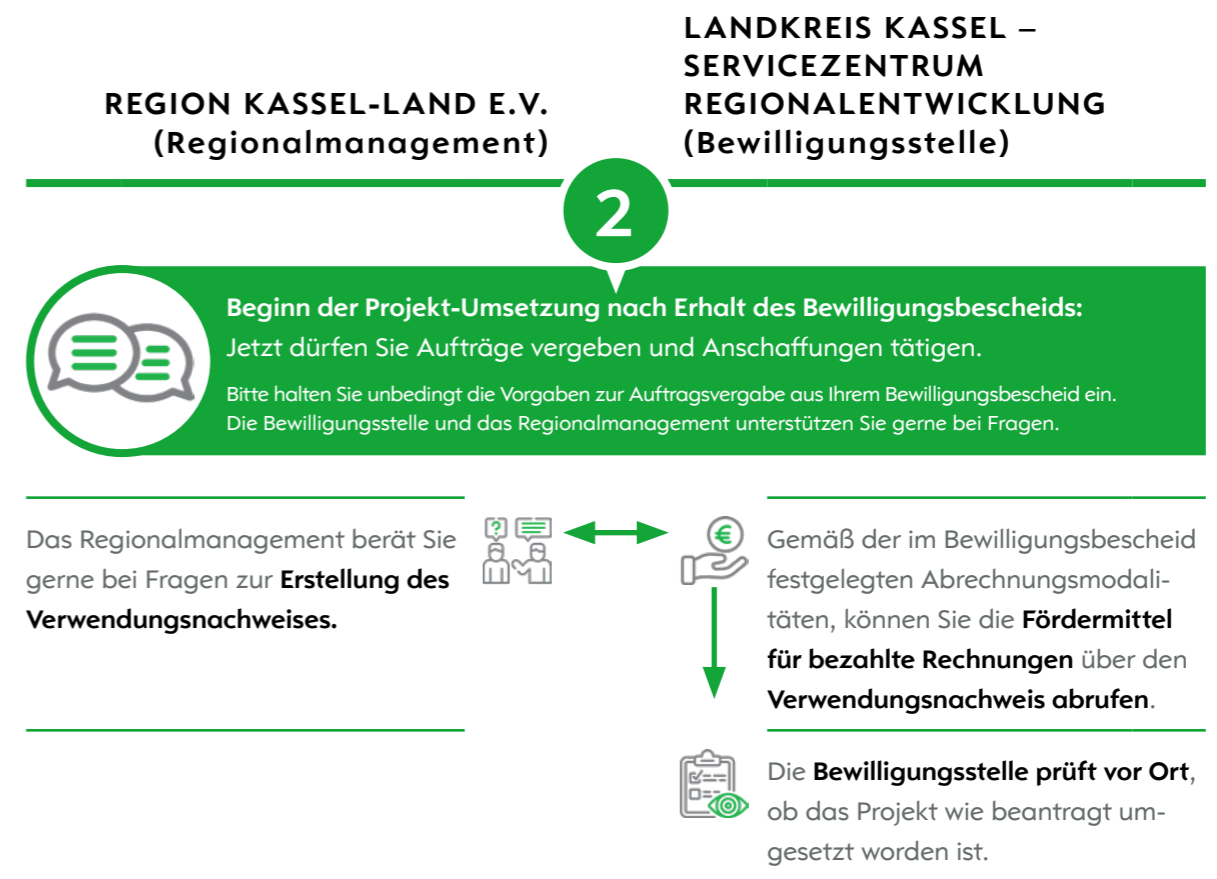 REGION KASSEL-LAND E.V.
(Regionalmanagement)
LANDKREIS KASSEL –
SERVICEZENTRUM
REGIONALENTWICKLUNG
(Bewilligungsstelle)
2
Beginn der Projekt-Umsetzung nach Erhalt des Bewilligungsbescheids:
Jetzt dürfen Sie Aufträge vergeben und Anschaffungen tätigen.
Bitte halten Sie unbedingt die Vorgaben zur Auftragsvergabe aus Ihrem Bewilligungsbescheid ein.
Die Bewilligungsstelle und das Regionalmanagement unterstützen Sie gerne bei Fragen.
Das Regionalmanagement berät Sie
gerne bei Fragen zur Erstellung des
Verwendungsnachweises.
?
€
Gemäß der im Bewilligungsbescheid
festgelegten Abrechnungsmodali-
täten, können Sie die Fördermittel
für bezahlte Rechnungen über den
Verwendungsnachweis abrufen.
Die Bewilligungsstelle prüft vor Ort,
ob das Projekt wie beantragt um-
gesetzt worden ist.